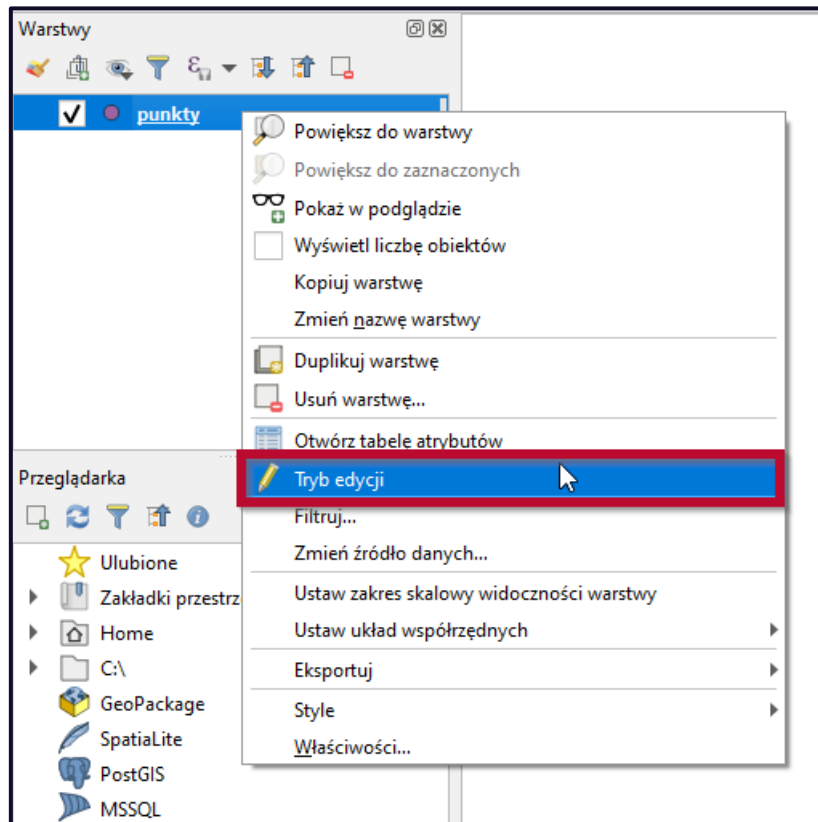 Warstwy
punkty
Powiększ do warstwy
Powiększ do zaznaczonych
Pokaż w podglądzie
Wyświetl liczbę obiektów
Kopiuj warstwę
Zmień nazwę warstwy
Duplikuj warstwę
Usuń warstwę...
Otwórz tabelę atrybutów
Tryb edycji
Filtruj...
Zmień źródło danych...
Ustaw zakres skalowy widoczności warstwy
Ustaw układ współrzędnych
Eksportuj
Style
Właściwości...
Przeglądarka
Ulubione
Zakładki przestrz
Home
C:\
GeoPackage
SpatiaLite
PostGIS
MSSQL